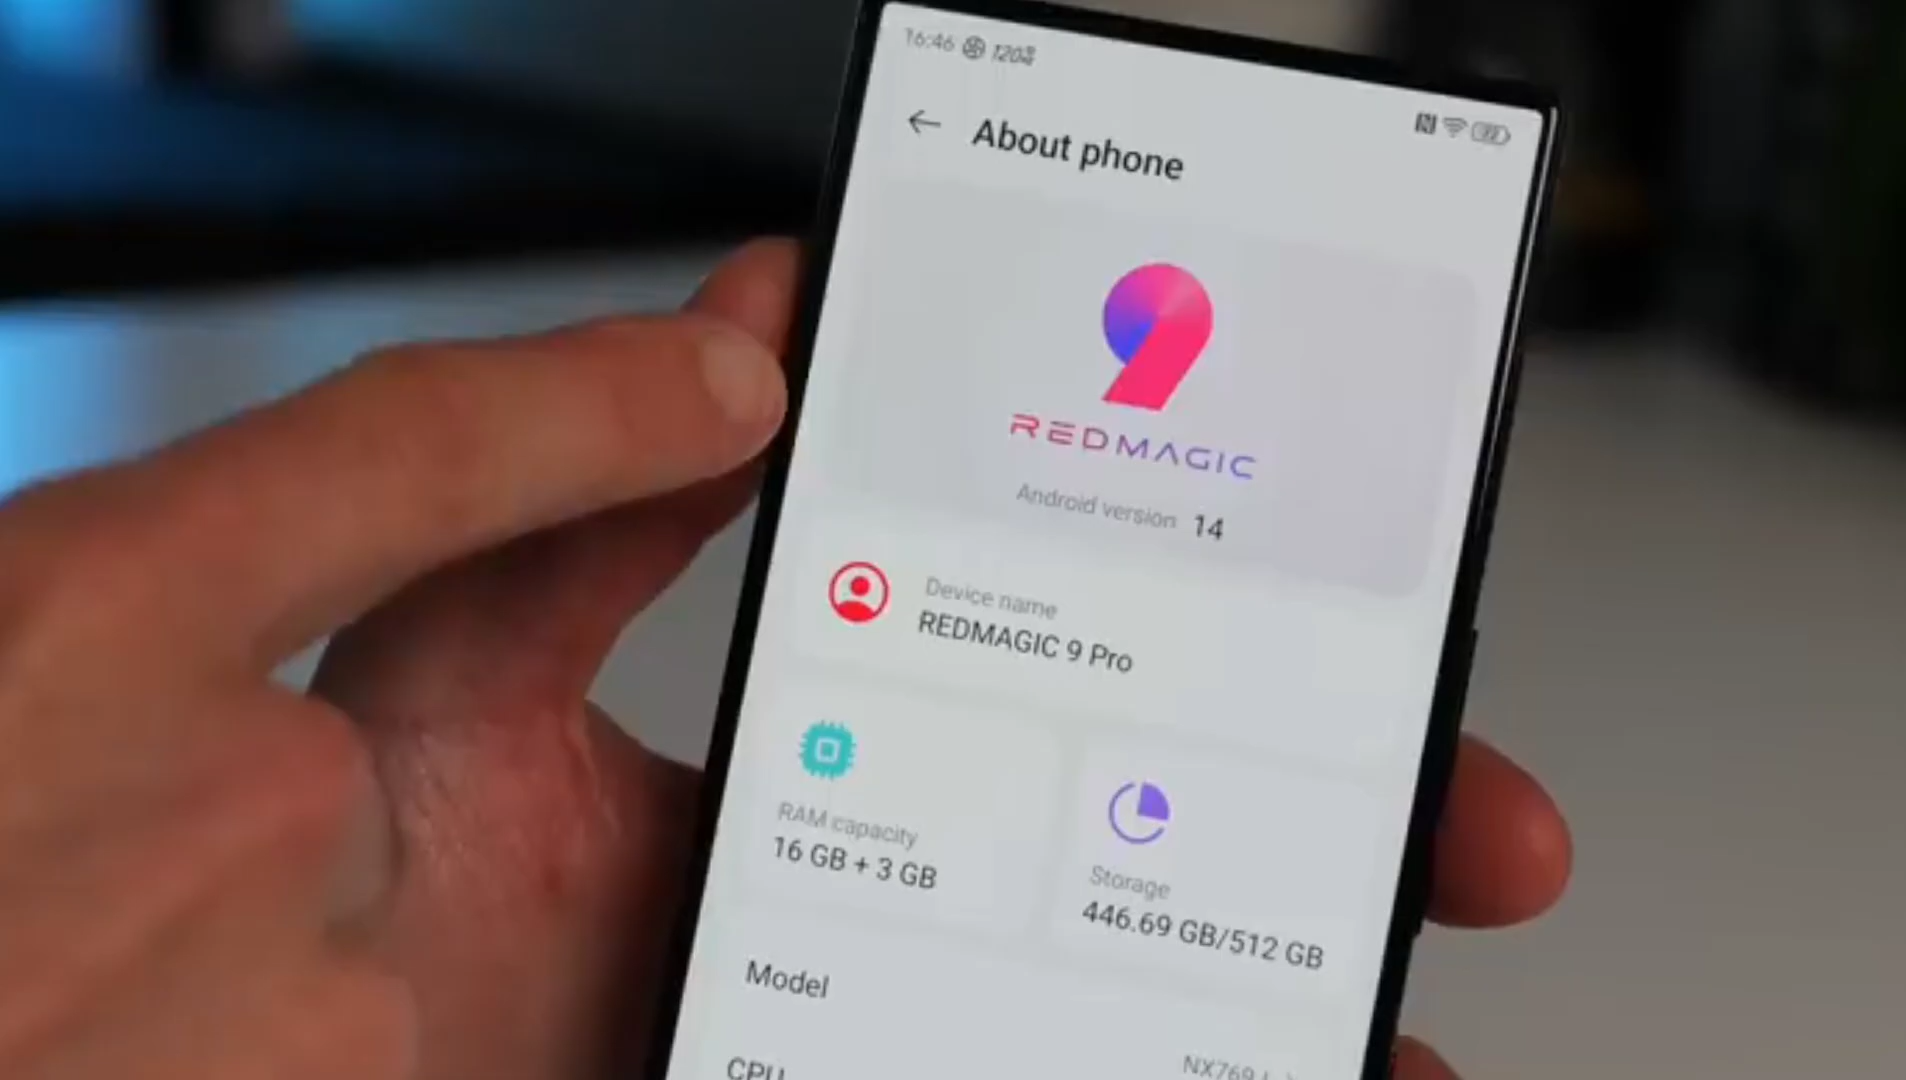 16:46
About phone
REDMAGIC
Android version 14
Device name
REDMAGIC 9 Pro
RAM capacity
16 GB + 3 GB
Storage
446.69 GB/512 GB
Model
NX769J
CPU